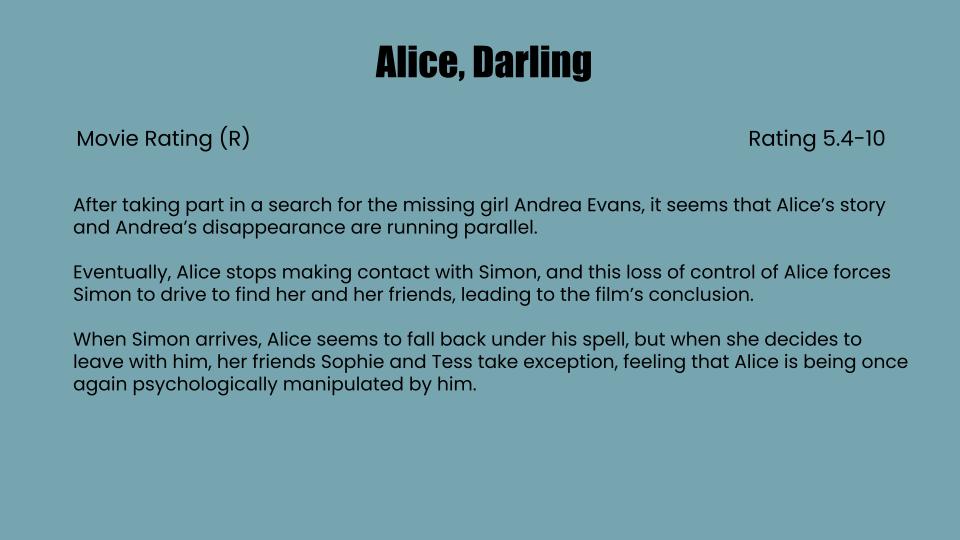 Alice, Darling
Movie Rating (R)
Rating 5.4-10
After taking part in a search for the missing girl Andrea Evans, it seems that Alice's story
and Andrea's disappearance are running parallel.
Eventually, Alice stops making contact with Simon, and this loss of control of Alice forces
Simon to drive to find her and her friends, leading to the film's conclusion.
When Simon arrives, Alice seems to fall back under his spell, but when she decides to
leave with him, her friends Sophie and Tess take exception, feeling that Alice is being once
again psychologically manipulated by him.